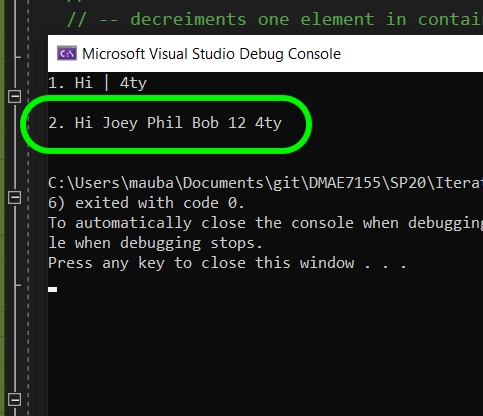 // -- decreiments one element in contai
C:\
Microsoft Visual Studio Debug Console
1. Hi | 4ty
2. Hi Joey Phil Bob 12 4ty
C:\Users\mauba\Documents\git\DMAE7155\SP20\Iterat
6) exited with code 0.
To automatically close the console when debugging
le when debugging stops.
Press any key to close this window . . .